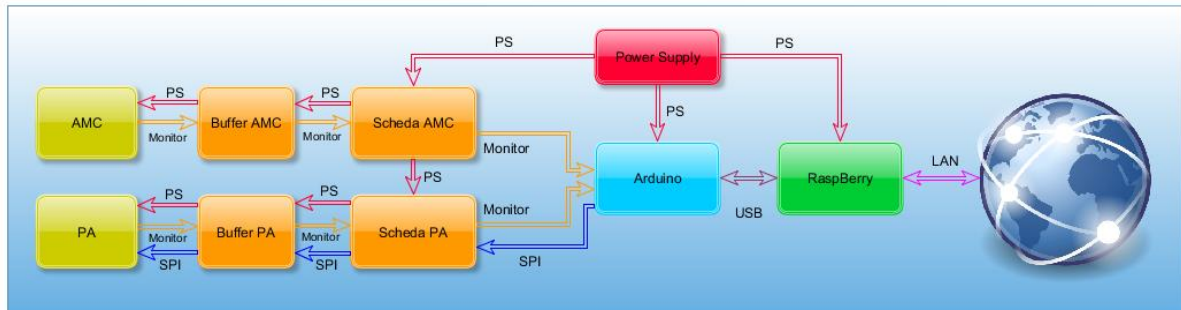 PS
Power Supply
PS
PS
PS
PS
AMC
Buffer AMC
Scheda AMC
Monitor
Monitor
Monitor
PS
Arduino
USB
RaspBerry
LAN
PS
PS
PS
PA
Buffer PA
Scheda PA
Monitor
Monitor
Monitor
SPI
SPI
SPI